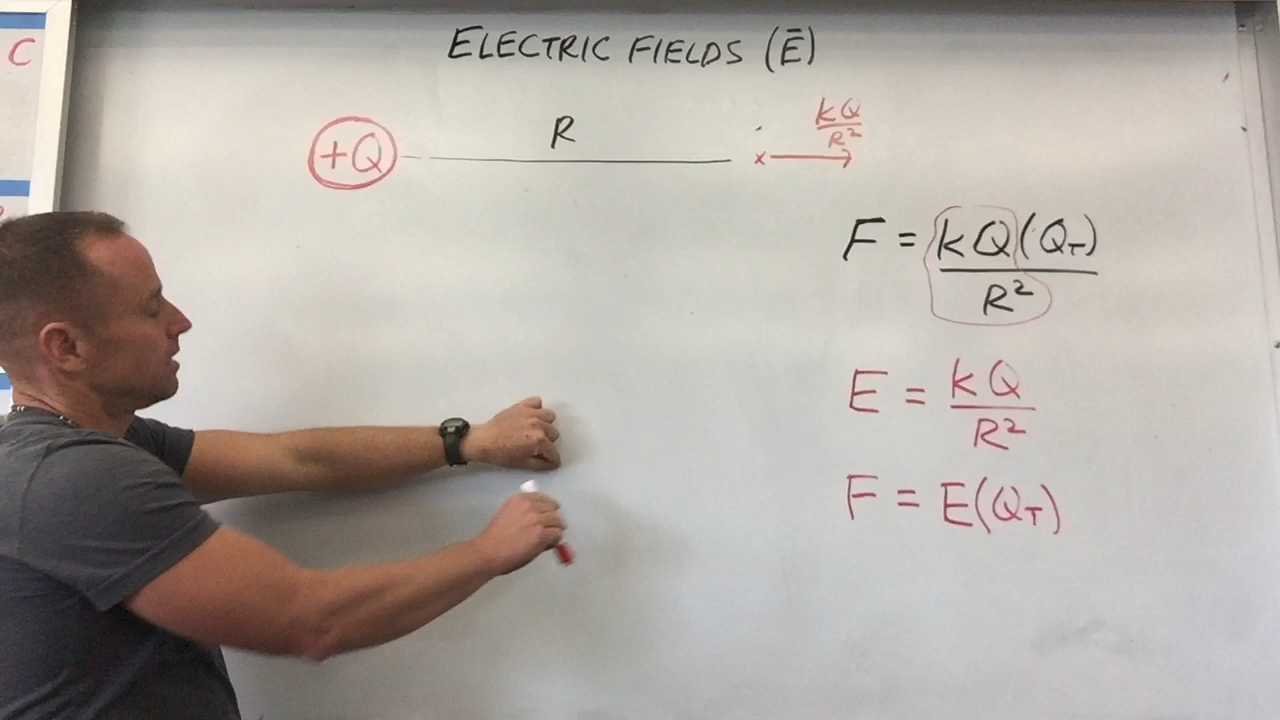 C
ELECTRIC FIELDS (Ē)
+Q
R
x
kQ
R²
F = kQ(Q_T)
R²
E = kQ
R²
F = E(Q_T)